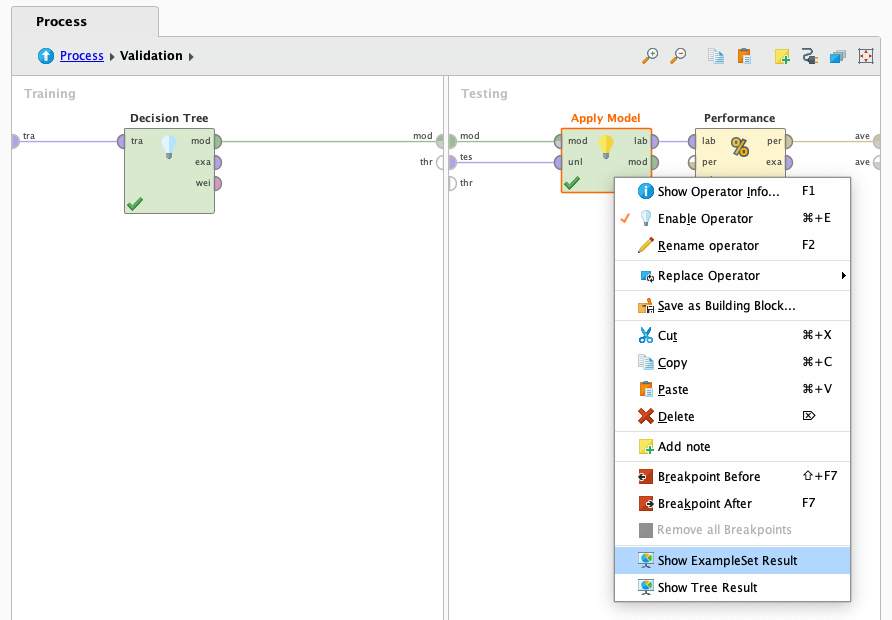 Process
Process Validation
Training
Testing
Decision Tree
Apply Model
Performance
tra
tra
mod
exa
wei
mod
thr
mod
tes
thr
mod
unl
lab
mod
lab
per
per
exa
ave
ave
Show Operator Info... F1
Enable Operator ⌘+E
Rename operator F2
Replace Operator
Save as Building Block...
Cut ⌘+X
Copy ⌘+C
Paste ⌘+V
Delete ⌦
Add note
Breakpoint Before ⇧+F7
Breakpoint After F7
Remove all Breakpoints
Show ExampleSet Result
Show Tree Result